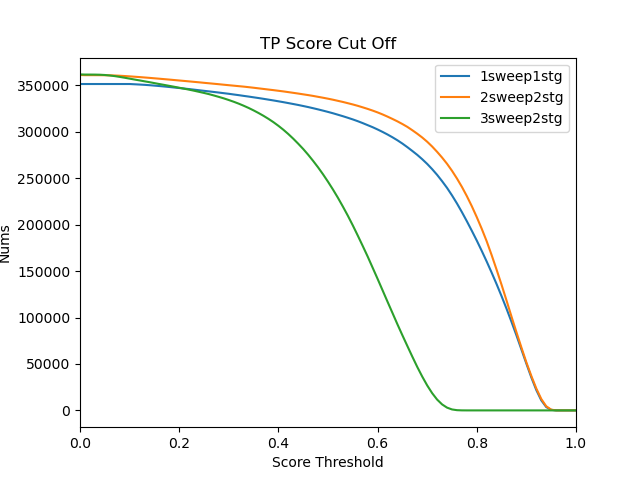 TP Score Cut Off
1sweep1stg
2sweep2stg
3sweep2stg
Nums
350000
300000
250000
200000
150000
100000
50000
0
0.0 0.2 0.4 0.6 0.8 1.0
Score Threshold